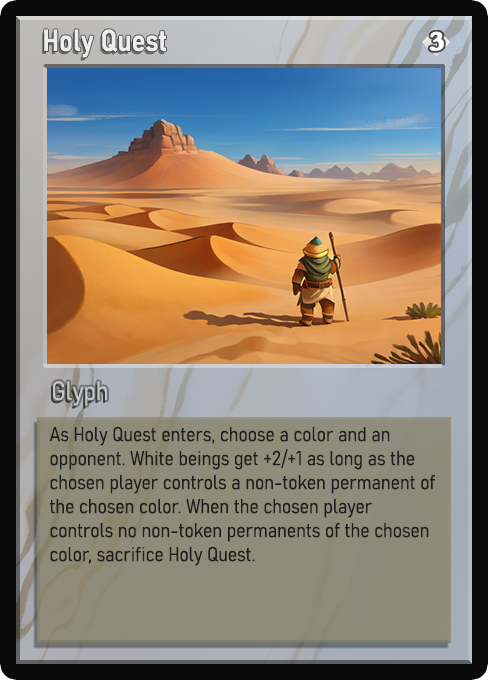 Holy Quest
3
Glyph
As Holy Quest enters, choose a color and an
opponent. White beings get +2/+1 as long as the
chosen player controls a non-token permanent of
the chosen color. When the chosen player
controls no non-token permanents of the chosen
color, sacrifice Holy Quest.